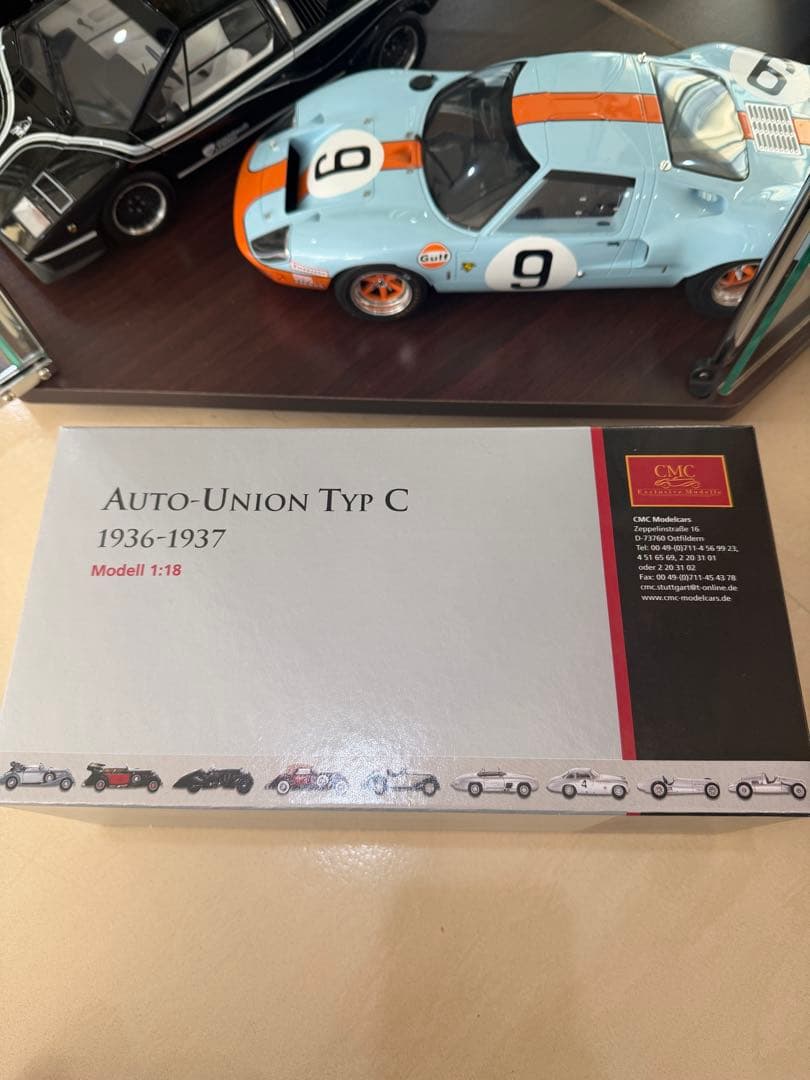 9
9
9
Gulf
AUTO-UNION TYP C
1936-1937
Modell 1:18
CMC
Exclusive Modelle
CMC Modelcars
Zeppelinstraße 16
D-73760 Ostfildern
Tel: 00 49-(0)711-4 56 99 23,
4 51 65 69, 2 20 31 01
oder 2 20 31 02
Fax: 00 49-(0)711-45 43 78
cmc.stuttgart@t-online.de
www.cmc-modelcars.de
4